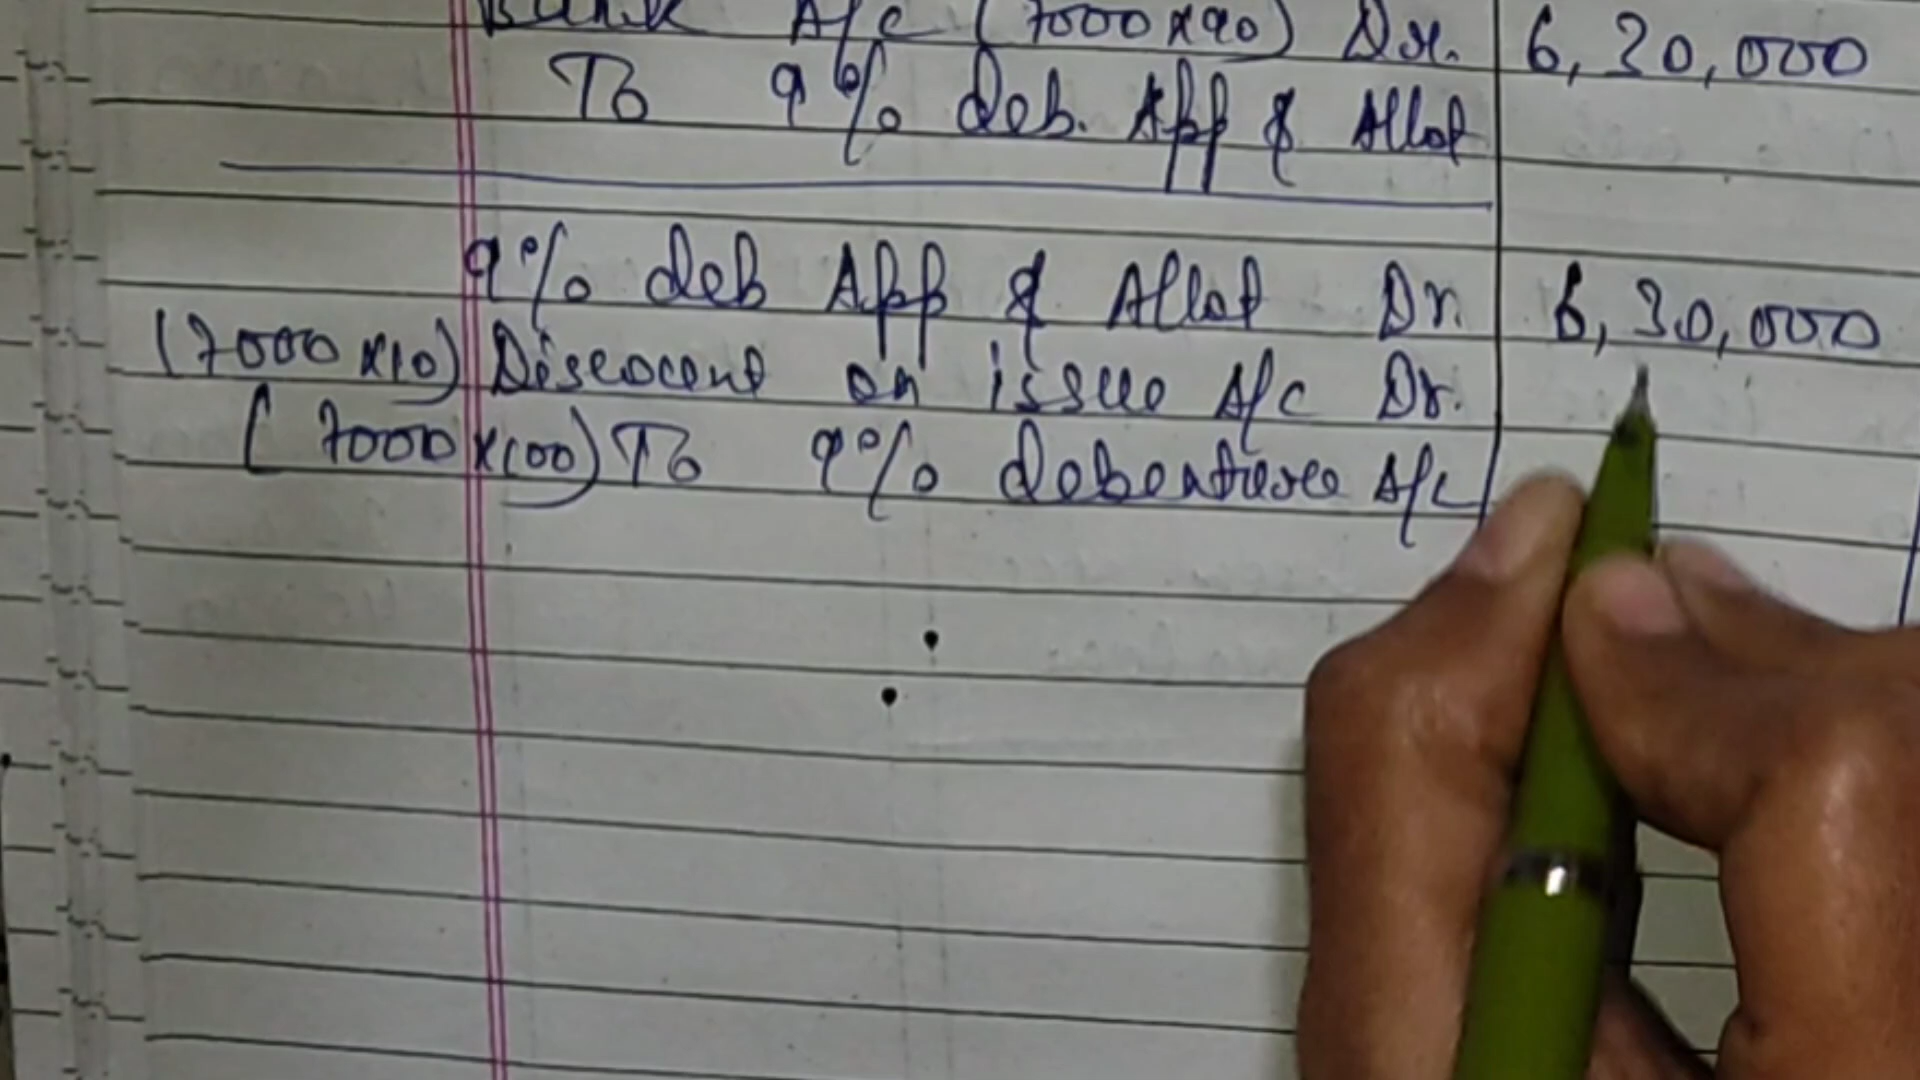 Bank A/c (7000x90) Dr. 6,30,000
To 9% deb. App & Allot
9% deb App & Allot Dr. 6,30,000
(7000x10) Discount on issue A/c Dr.
(7000x100) To 9% debenture A/c